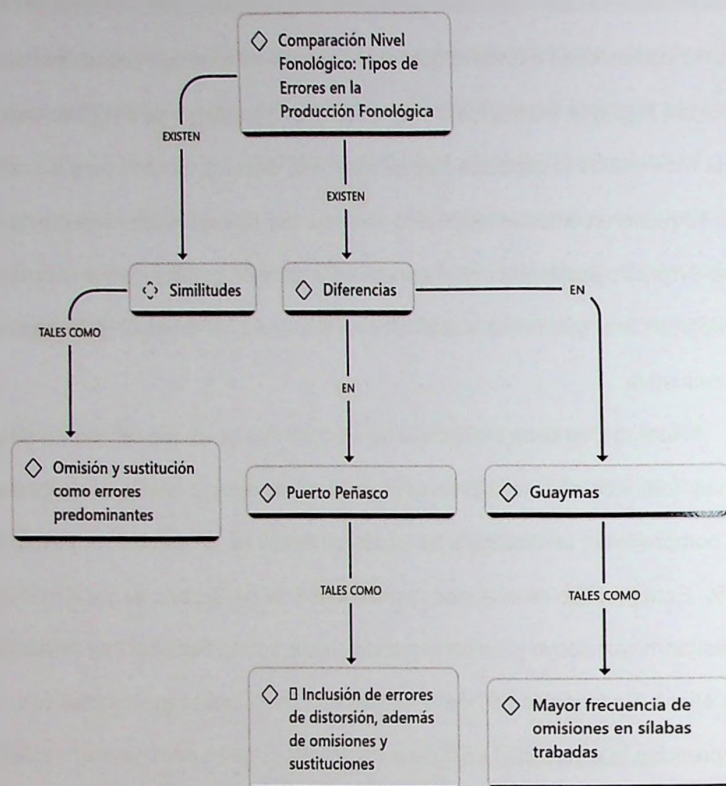 Comparación Nivel
Fonológico: Tipos de
Errores en la
Producción Fonológica
EXISTEN
EXISTEN
Similitudes
Diferencias
EN
TALES COMO
EN
Omisión y sustitución
como errores
predominantes
Puerto Peñasco
Guaymas
TALES COMO
TALES COMO
Inclusión de errores
de distorsión, además
de omisiones y
sustituciones
Mayor frecuencia de
omisiones en sílabas
trabadas